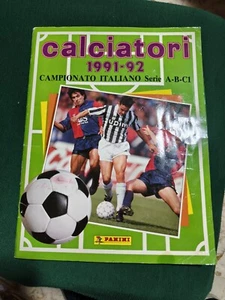 calciatori
1991-92
CAMPIONATO ITALIANO Serie A-B-C1
PANINI